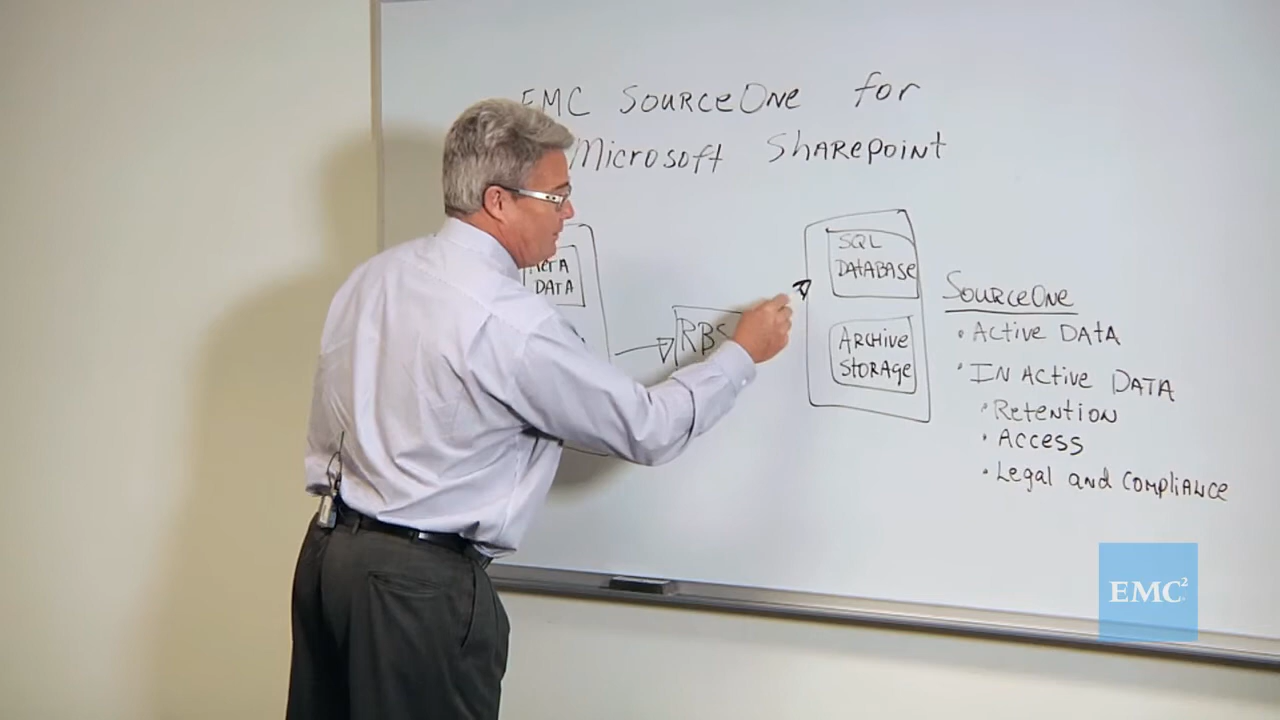 EMC SOURCEONE for
Microsoft SHAREPOINT
DATA
RBS
SQL
DATABASE
ARCHIVE
STORAGE
SOURCEONE
• ACTIVE DATA
• IN ACTIVE DATA
• RETENTION
• ACCESS
• Legal and COMPLIANCE
EMC²